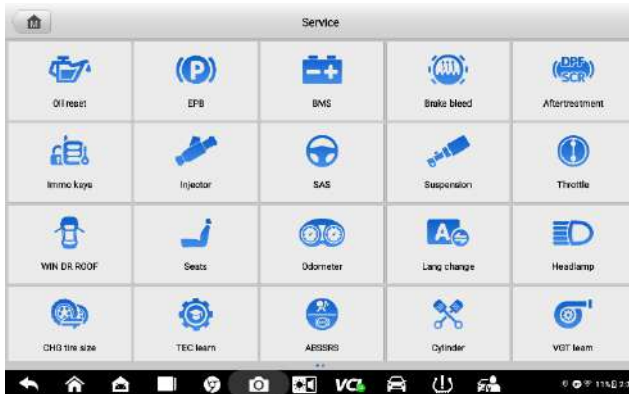 M
Service
Oil reset
EPB
BMS
Brake bleed
DPF
SCR
Aftertreatment
Immo keys
Injector
SAS
Suspension
Throttle
WIN DR ROOF
Seats
Odometer
A
Lang change
Headlamp
CHG tire size
TEC learn
ABSSRS
Cylinder
VGT learn
VCI